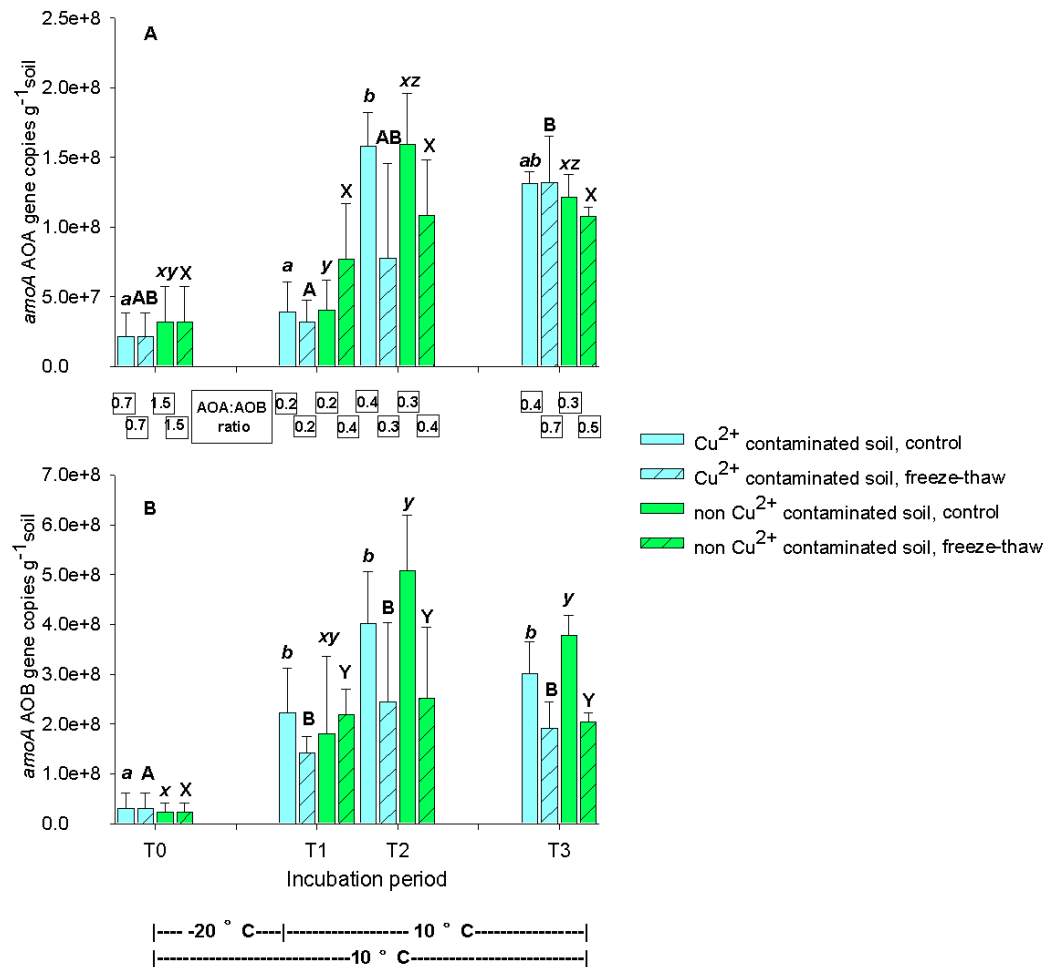 2.5e+8
A
2.0e+8
1.5e+8
1.0e+8
5.0e+7
0.0
amoA AOA gene copies g⁻¹soil
a AB xy X
a A y X
b AB xz X
ab B xz X
0.7 1.5 AOA:AOB 0.2 0.2 0.4 0.3 0.4 0.3
0.7 1.5 ratio 0.2 0.4 0.3 0.4 0.7 0.5
Cu²⁺ contaminated soil, control
Cu²⁺ contaminated soil, freeze-thaw
non Cu²⁺ contaminated soil, control
non Cu²⁺ contaminated soil, freeze-thaw
7.0e+8
B
6.0e+8
5.0e+8
4.0e+8
3.0e+8
2.0e+8
1.0e+8
0.0
amoA AOB gene copies g⁻¹soil
a A x X
b B xy Y
b B y Y
b B y Y
T0 T1 T2 T3
Incubation period
|---- -20 ° C----|---------------- 10 ° C--------------|
|------------------------10 ° C------------------------|